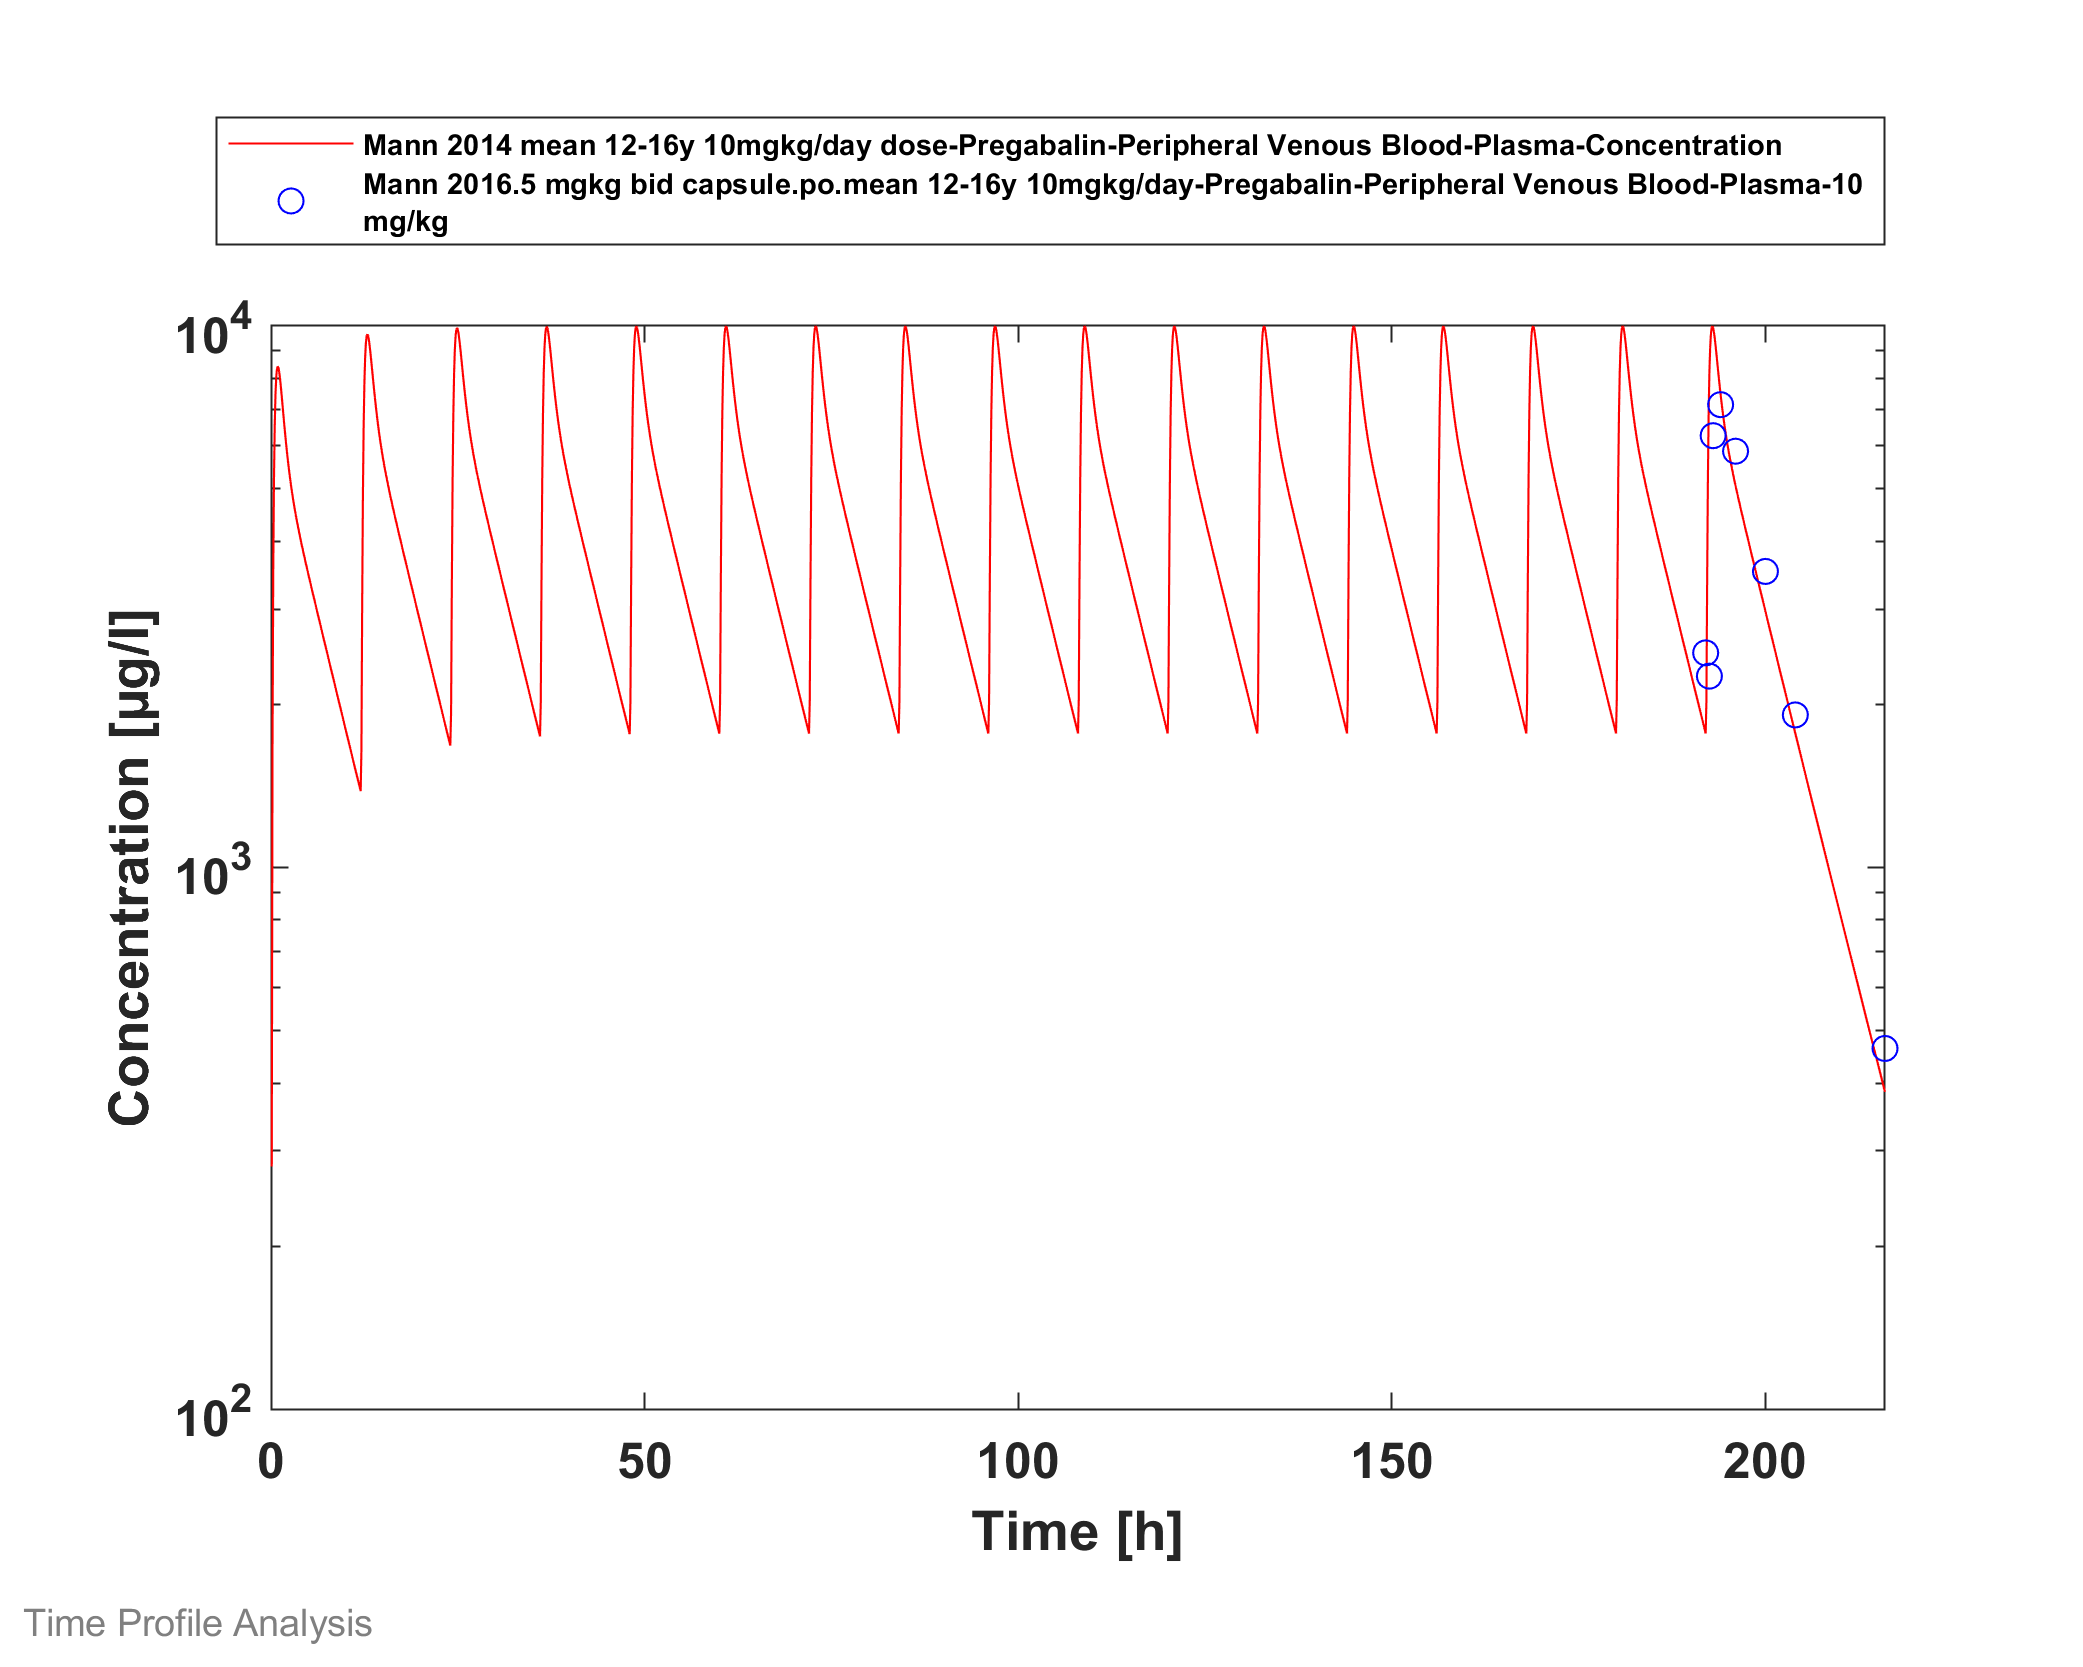 Mann 2014 mean 12-16y 10mgkg/day dose-Pregabalin-Peripheral Venous Blood-Plasma-Concentration
Mann 2016.5 mgkg bid capsule.po.mean 12-16y 10mgkg/day-Pregabalin-Peripheral Venous Blood-Plasma-10
mg/kg
10^4
10^3
10^2
Concentration [µg/l]
0 50 100 150 200
Time [h]
Time Profile Analysis